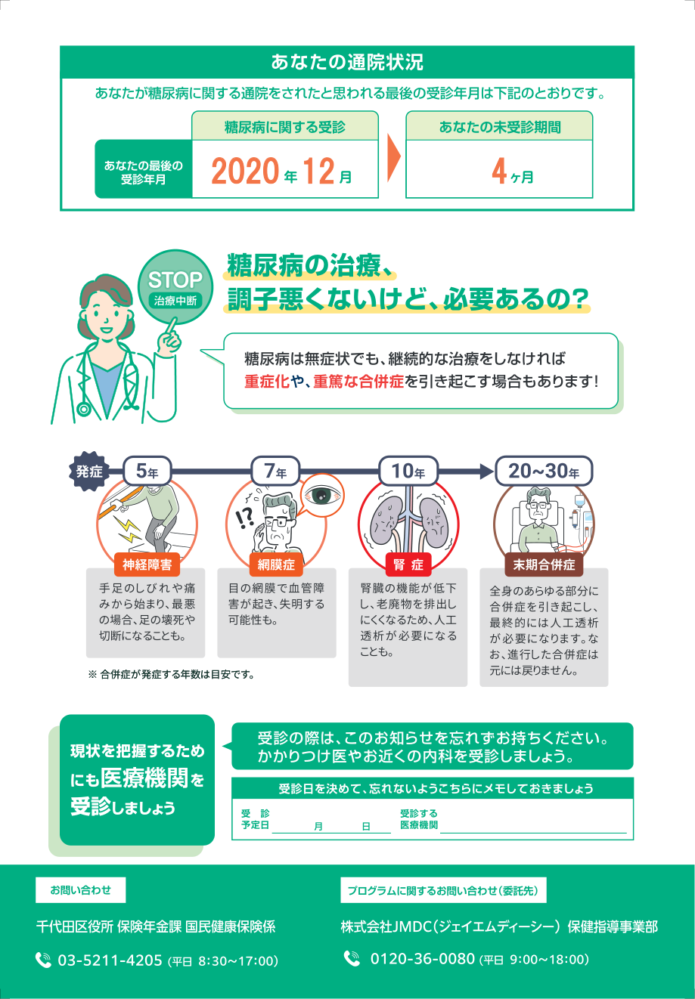 あなたの通院状況
あなたが糖尿病に関する通院をされたと思われる最後の受診年月は下記のとおりです。
糖尿病に関する受診
あなたの未受診期間
あなたの最後の
受診年月
2020年12月
4ヶ月
STOP
治療中断
糖尿病の治療、
調子悪くないけど、必要あるの？
糖尿病は無症状でも、継続的な治療をしなければ
重症化や、重篤な合併症を引き起こす場合もあります！
発症
5年
7年
10年
20〜30年
!?
神経障害
手足のしびれや痛
みから始まり、最悪
の場合、足の壊死や
切断になることも。
網膜症
目の網膜で血管障
害が起き、失明する
可能性も。
腎 症
腎臓の機能が低下
し、老廃物を排出し
にくくなるため、人工
透析が必要になる
ことも。
末期合併症
全身のあらゆる部分に
合併症を引き起こし、
最終的には人工透析
が必要になります。な
お、進行した合併症は
元には戻りません。
※ 合併症が発症する年数は目安です。
現状を把握するため
にも医療機関を
受診しましょう
受診の際は、このお知らせを忘れずお持ちください。
かかりつけ医やお近くの内科を受診しましょう。
受診日を決めて、忘れないようこちらにメモしておきましょう
受　診
予定日 月 日
受診する
医療機関
お問い合わせ
千代田区役所 保険年金課 国民健康保険係
03-5211-4205 (平日 8:30〜17:00)
プログラムに関するお問い合わせ（委託先）
株式会社JMDC（ジェイエムディーシー） 保健指導事業部
0120-36-0080 (平日 9:00〜18:00)